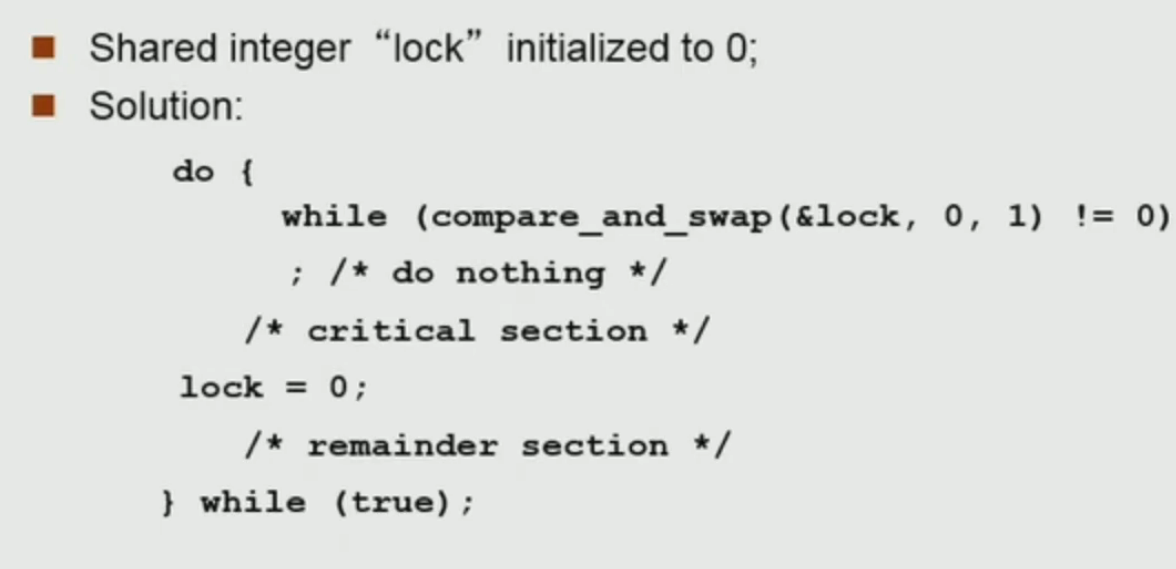 Shared integer “lock” initialized to 0;
Solution:
do {
while (compare_and_swap(&lock, 0, 1) != 0)
; /* do nothing */
/* critical section */
lock = 0;
/* remainder section */
} while (true);